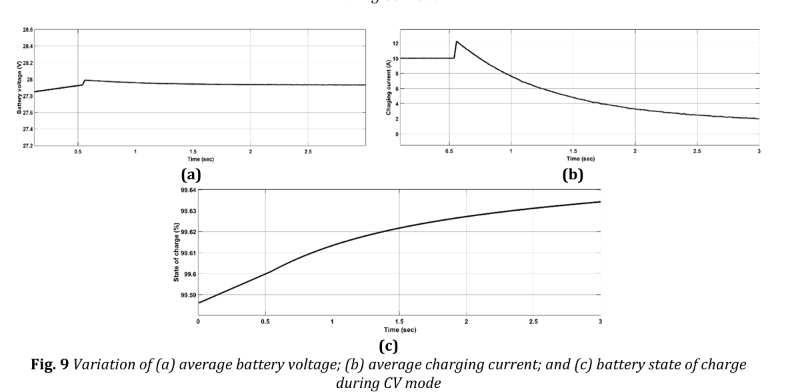 28.6
28.4
28.2
28
27.8
27.6
27.4
27.2
Battery voltage (V)
0.5 1 1.5 2 2.5
Time (sec)
(a)
12
10
8
6
4
2
0
Charging current (A)
0.5 1 1.5 2 2.5 3
Time (sec)
(b)
99.64
99.63
99.62
99.61
99.6
99.59
State of charge (%)
0 0.5 1 1.5 2 2.5 3
Time (sec)
(c)
Fig. 9 Variation of (a) average battery voltage; (b) average charging current; and (c) battery state of charge
during CV mode